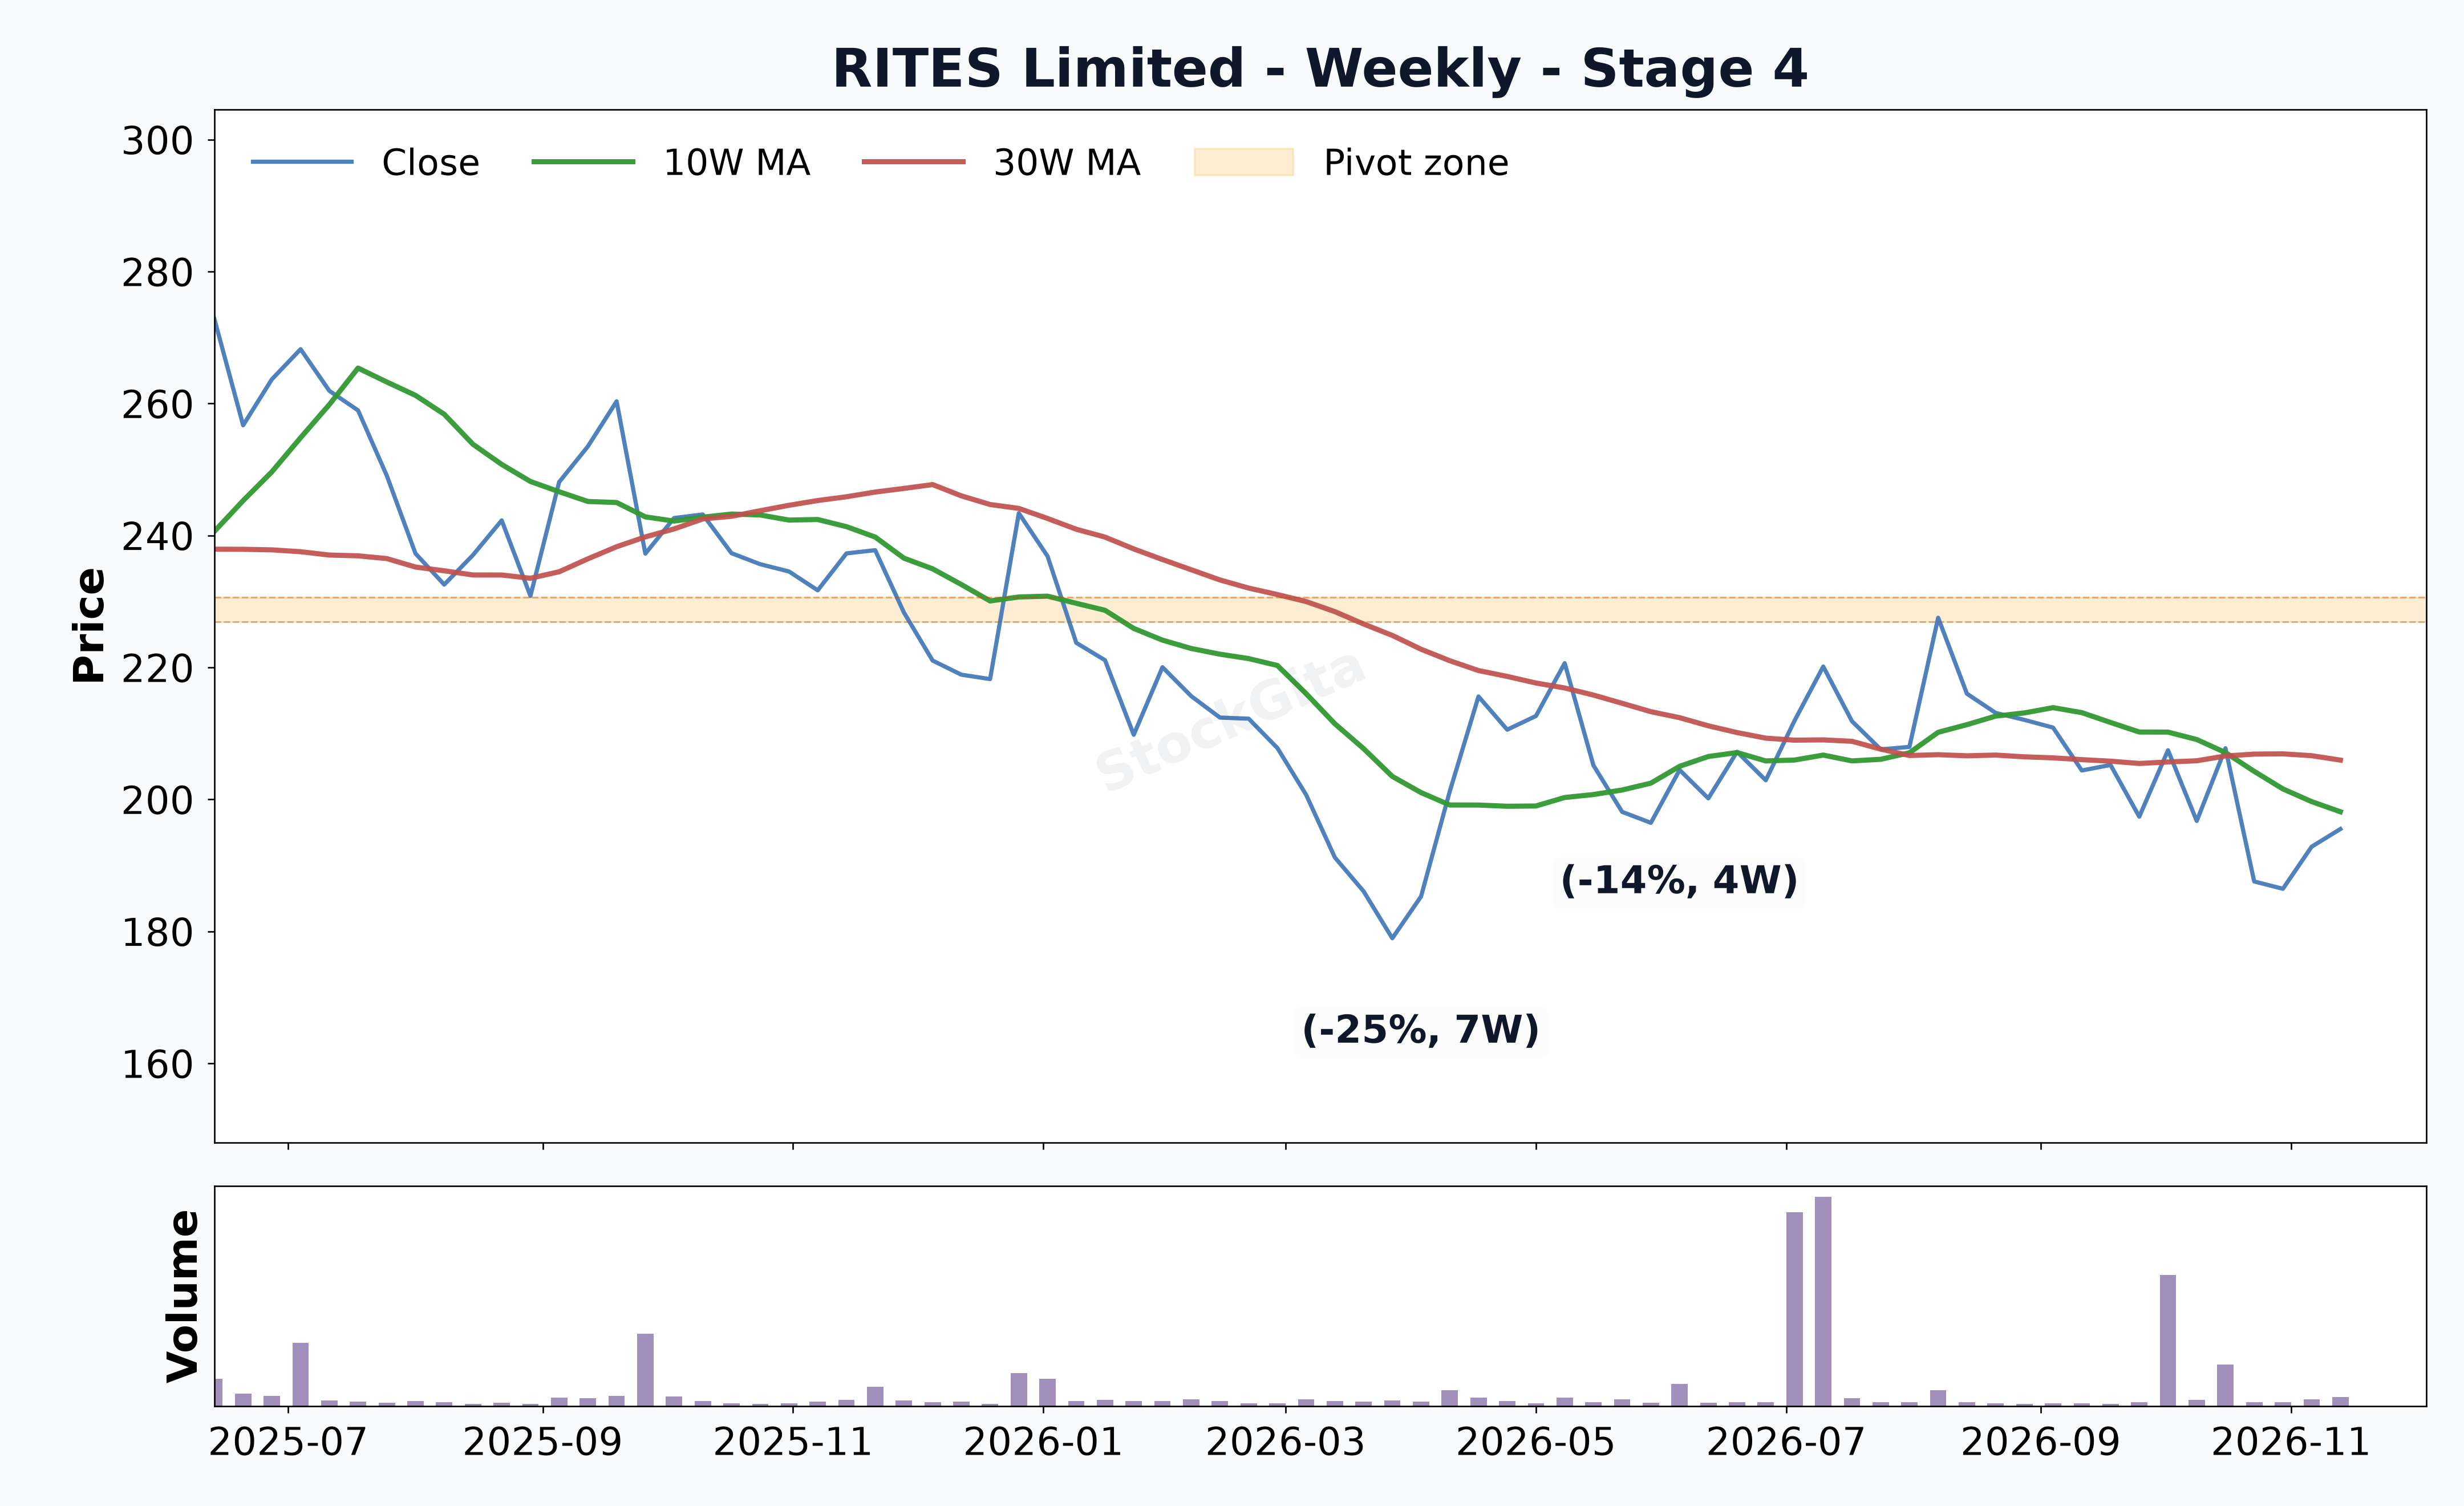 RITES Limited - Weekly - Stage 4
Close 10W MA 30W MA Pivot zone
Price
300
280
260
240
220
200
180
160
StockGita
(-14%, 4W)
(-25%, 7W)
Volume
2025-07 2025-09 2025-11 2026-01 2026-03 2026-05 2026-07 2026-09 2026-11